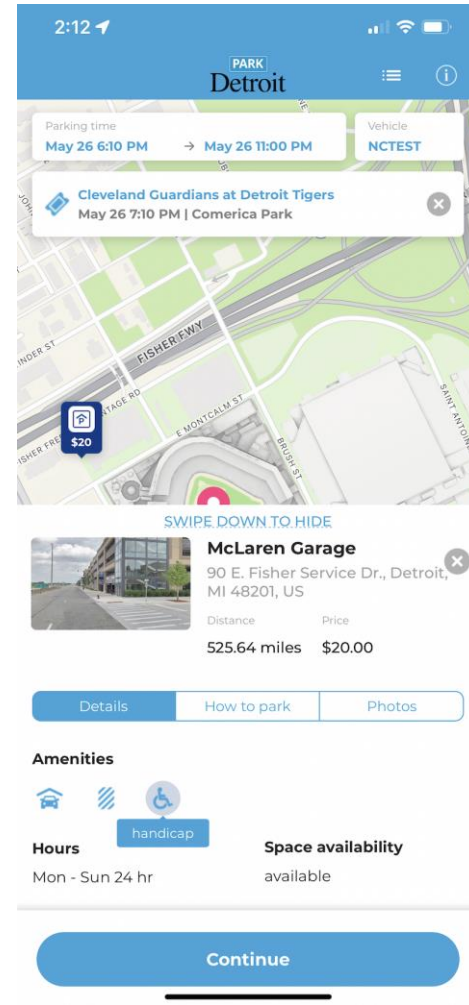 2:12
PARK
Detroit
Parking time
May 26 6:10 PM → May 26 11:00 PM
Vehicle
NCTEST
Cleveland Guardians at Detroit Tigers
May 26 7:10 PM | Comerica Park
FISHER FWY
E MONTCALM ST
BRUSH ST
SAINT ANTOINE
$20
SWIPE DOWN TO HIDE
McLaren Garage
90 E. Fisher Service Dr., Detroit,
MI 48201, US
Distance
Price
525.64 miles
$20.00
Details
How to park
Photos
Amenities
handicap
Hours
Space availability
Mon - Sun 24 hr
available
Continue